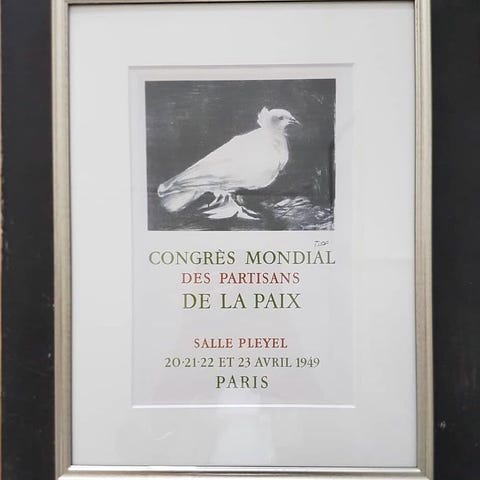 CONGRÈS MONDIAL
DES PARTISANS
DE LA PAIX
SALLE PLEYEL
20·21·22 ET 23 AVRIL 1949
PARIS